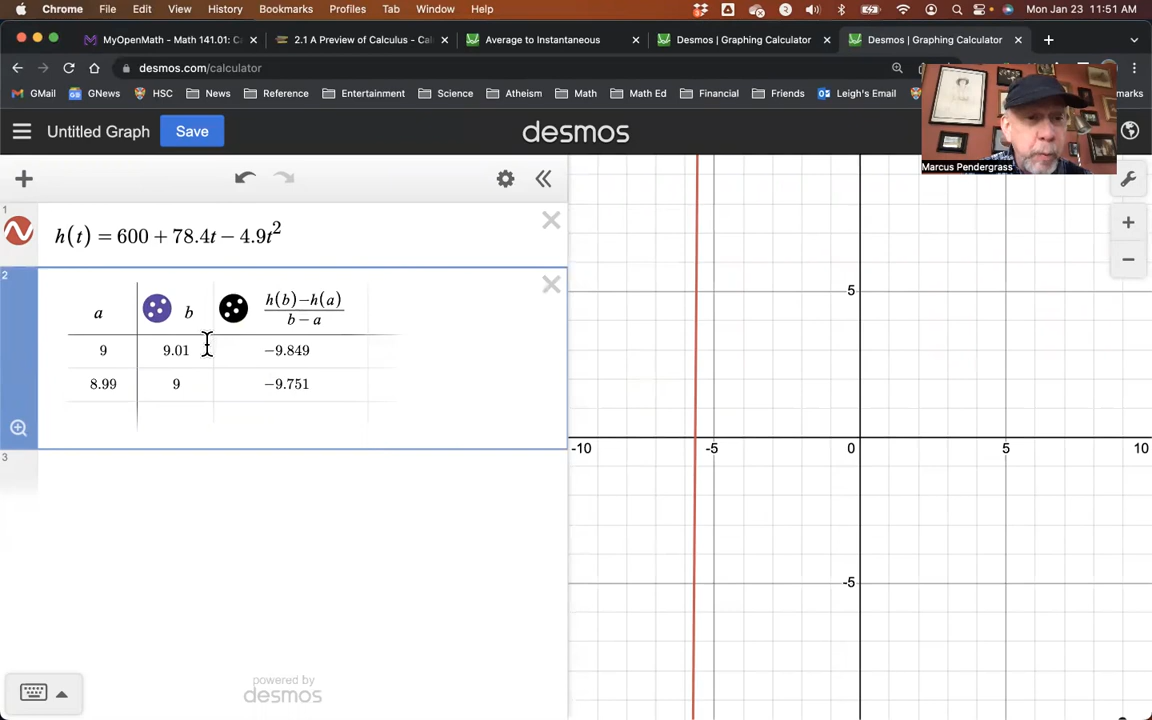 Chrome File Edit View History Bookmarks Profiles Tab Window Help Mon Jan 23 11:51 AM
MyOpenMath - Math 141.01: C
2.1 A Preview of Calculus - Cal
Average to Instantaneous
Desmos | Graphing Calculator
Desmos | Graphing Calculator
desmos.com/calculator
GMail GNews HSC News Reference Entertainment Science Atheism Math Math Ed Financial Friends Leigh's Email
marks
Untitled Graph Save desmos
Marcus Pendergrass
1
h(t) = 600 + 78.4t − 4.9t²
2
a b h(b)−h(a)
b − a
9 9.01 −9.849
8.99 9 −9.751
3
5
-10 -5 0 5 10
-5
powered by
desmos